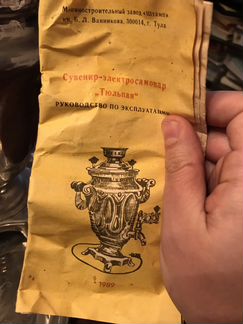 Машиностроительный завод «Штамп»
им. Б. Л. Ванникова, 300014, г. Тула
Сувенир-электросамовар
„Тюльпан“
РУКОВОДСТВО ПО ЭКСПЛУАТАЦИИ
1989